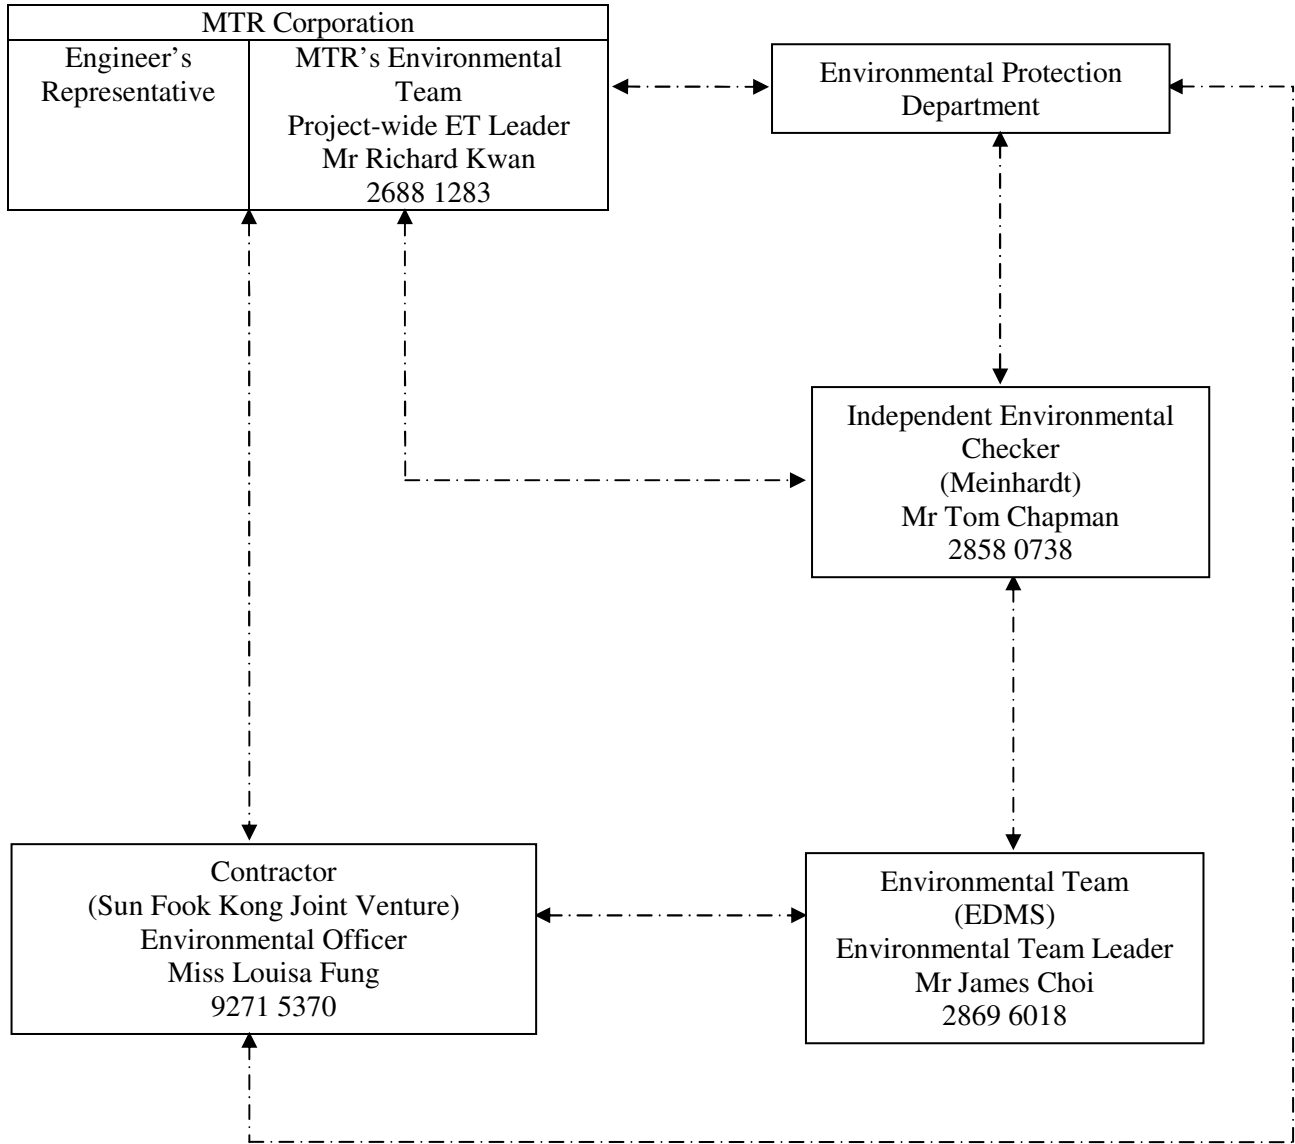 MTR Corporation
Engineer’s
Representative
MTR’s Environmental
Team
Project-wide ET Leader
Mr Richard Kwan
2688 1283
Environmental Protection
Department
Independent Environmental
Checker
(Meinhardt)
Mr Tom Chapman
2858 0738
Contractor
(Sun Fook Kong Joint Venture)
Environmental Officer
Miss Louisa Fung
9271 5370
Environmental Team
(EDMS)
Environmental Team Leader
Mr James Choi
2869 6018